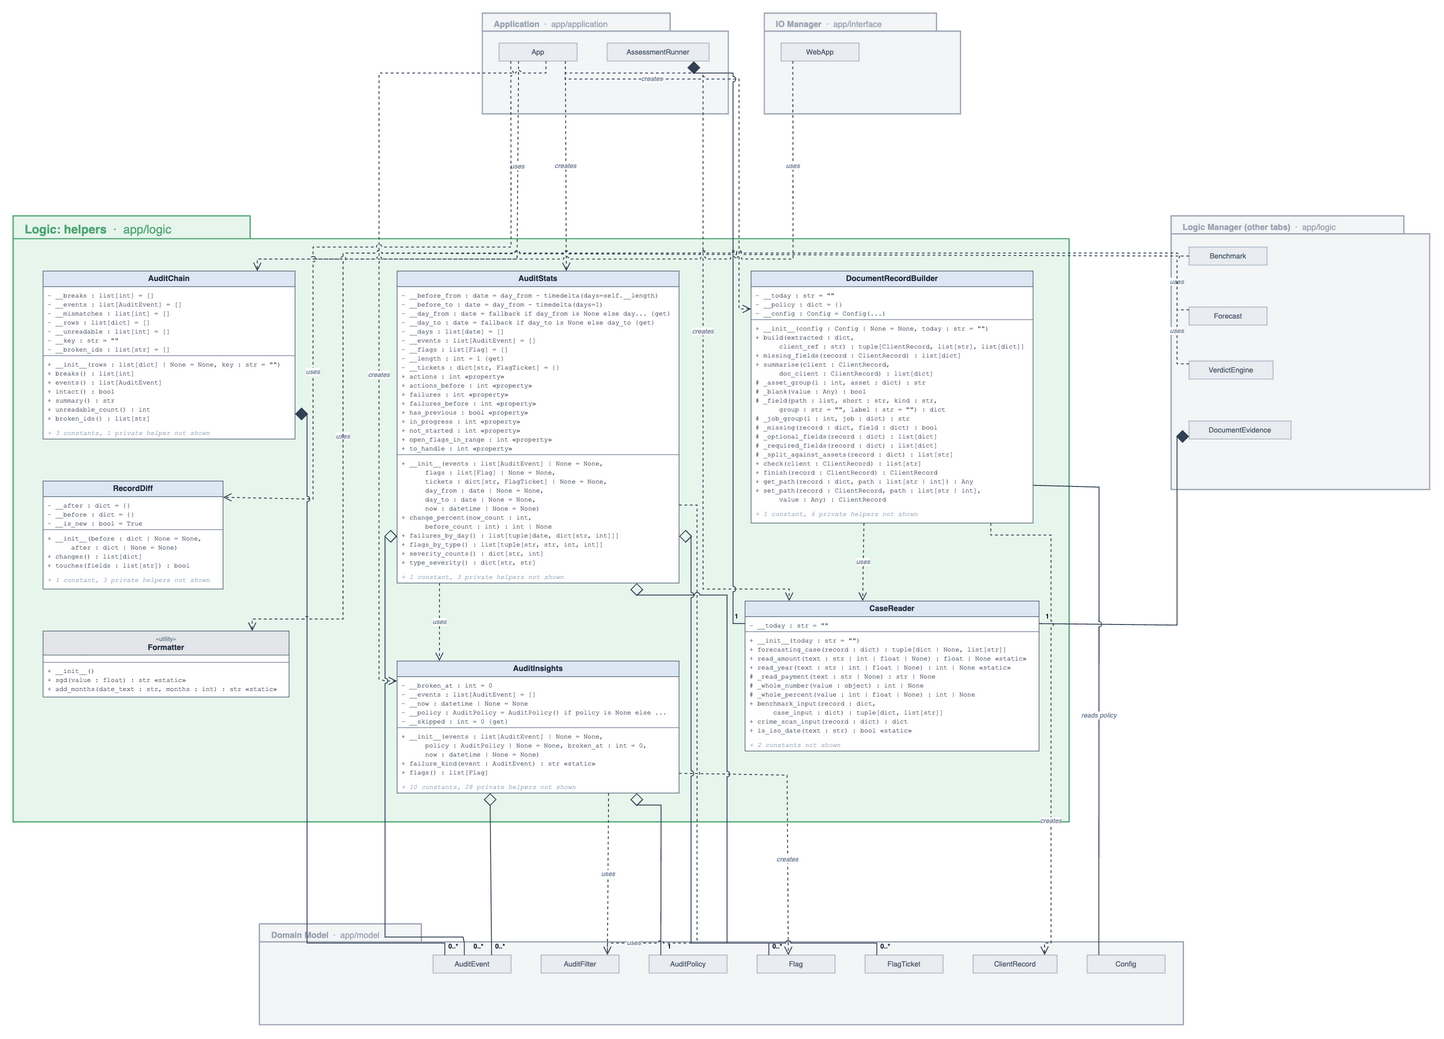 Application · app/application
App
AssessmentRunner
IO Manager · app/interface
WebApp
creates
uses
creates
uses
Logic: helpers · app/logic
Logic Manager (other tabs) · app/logic
Benchmark
uses
Forecast
uses
VerdictEngine
DocumentEvidence
AuditChain
− __breaks : list[int] = []
− __events : list[AuditEvent] = []
− __mismatches : list[int] = []
− __rows : list[dict] = []
− __unreadable : list[int] = []
− __key : str = ""
− __broken_ids : list[str] = []
+ __init__(rows : list[dict] | None = None, key : str = "")
+ breaks() : list[int]
+ events() : list[AuditEvent]
+ intact() : bool
+ summary() : str
+ unreadable_count() : int
+ broken_ids() : list[str]
+ 3 constants, 1 private helper not shown
uses
creates
uses
creates
AuditStats
− __before_from : date = day_from − timedelta(days=self.__length)
− __before_to : date = day_from − timedelta(days=1)
− __day_from : date = fallback if day_from is None else day... (get)
− __day_to : date = fallback if day_to is None else day_to (get)
− __days : list[date] = []
− __events : list[AuditEvent] = []
− __flags : list[Flag] = []
− __length : int = 1 (get)
− __tickets : dict[str, FlagTicket] = {}
+ actions : int «property»
+ actions_before : int «property»
+ failures : int «property»
+ failures_before : int «property»
+ has_previous : bool «property»
+ in_progress : int «property»
+ not_started : int «property»
+ open_flags_in_range : int «property»
+ to_handle : int «property»
+ __init__(events : list[AuditEvent] | None = None,
flags : list[Flag] | None = None,
tickets : dict[str, FlagTicket] | None = None,
day_from : date | None = None,
day_to : date | None = None,
now : datetime | None = None)
+ change_percent(now_count : int,
before_count : int) : int | None
+ failures_by_day() : list[tuple[date, dict[str, int]]]
+ flags_by_type() : list[tuple[str, str, int, int]]
+ severity_counts() : dict[str, int]
+ type_severity() : dict[str, str]
+ 1 constant, 3 private helpers not shown
DocumentRecordBuilder
− __today : str = ""
− __policy : dict = {}
− __config : Config = Config(...)
+ __init__(config : Config | None = None, today : str = "")
+ build(extracted : dict,
client_ref : str) : tuple[ClientRecord, list[str], list[dict]]
+ missing_fields(record : ClientRecord) : list[dict]
+ summarise(client : ClientRecord,
doc_client : ClientRecord) : list[dict]
# _asset_group(i : int, asset : dict) : str
# _blank(value : Any) : bool
# _field(path : list, short : str, kind : str,
group : str = "", label : str = "") : dict
# _job_group(i : int, job : dict) : str
# _missing(record : dict, field : dict) : bool
# _optional_fields(record : dict) : list[dict]
# _required_fields(record : dict) : list[dict]
# _split_against_assets(record : dict) : list[str]
+ check(client : ClientRecord) : list[str]
+ finish(record : ClientRecord) : ClientRecord
+ get_path(record : dict, path : list[str | int]) : Any
+ set_path(record : ClientRecord, path : list[str | int],
value : Any) : ClientRecord
+ 1 constant, 6 private helpers not shown
RecordDiff
− __after : dict = {}
− __before : dict = {}
− __is_new : bool = True
+ __init__(before : dict | None = None,
after : dict | None = None)
+ changes() : list[dict]
+ touches(fields : list[str]) : bool
+ 1 constant, 3 private helpers not shown
uses
uses
«utility»
Formatter
+ __init__()
+ sgd(value : float) : str «static»
+ add_months(date_text : str, months : int) : str «static»
AuditInsights
− __broken_at : int = 0
− __events : list[AuditEvent] = []
− __now : datetime | None = None
− __policy : AuditPolicy = AuditPolicy() if policy is None else ...
− __skipped : int = 0 (get)
+ __init__(events : list[AuditEvent] | None = None,
policy : AuditPolicy | None = None, broken_at : int = 0,
now : datetime | None = None)
+ failure_kind(event : AuditEvent) : str «static»
+ flags() : list[Flag]
+ 10 constants, 28 private helpers not shown
1
1
CaseReader
− __today : str = ""
+ __init__(today : str = "")
+ forecasting_case(record : dict) : tuple[dict | None, list[str]]
+ read_amount(text : str | int | float | None) : float | None «static»
+ read_year(text : str | int | float | None) : int | None «static»
# _read_payment(text : str | None) : str | None
# _whole_number(value : object) : int | None
# _whole_percent(value : int | float | None) : int | None
+ benchmark_input(record : dict,
case_input : dict) : tuple[dict, list[str]]
+ crime_scan_input(record : dict) : dict
+ is_iso_date(text : str) : bool «static»
+ 2 constants not shown
reads policy
creates
creates
uses
Domain Model · app/model
0..*
0..*
0..*
uses
1
0..*
0..*
AuditEvent
AuditFilter
AuditPolicy
Flag
FlagTicket
ClientRecord
Config